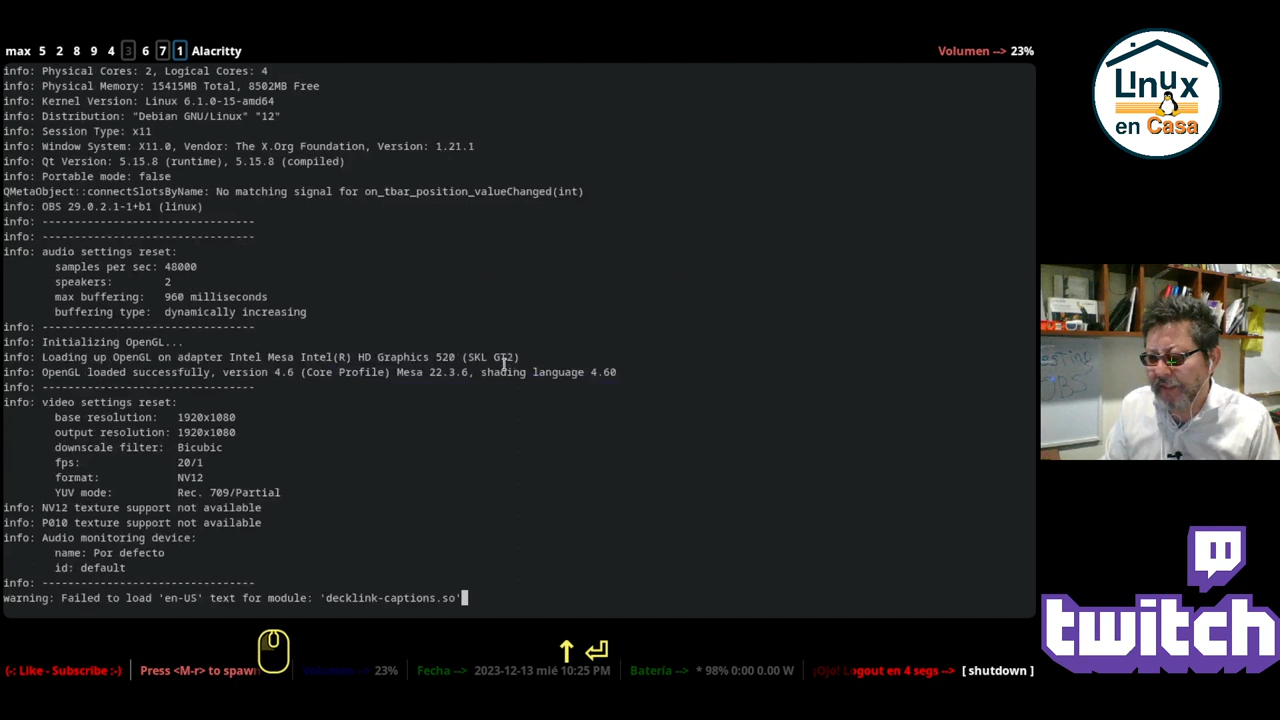 max 5 2 8 9 4 3 6 7 1 Alacritty
Volumen --> 23%
info: Physical Cores: 2, Logical Cores: 4
info: Physical Memory: 15415MB Total, 8502MB Free
info: Kernel Version: Linux 6.1.0-15-amd64
info: Distribution: "Debian GNU/Linux" "12"
info: Session Type: x11
info: Window System: X11.0, Vendor: The X.Org Foundation, Version: 1.21.1
info: Qt Version: 5.15.8 (runtime), 5.15.8 (compiled)
info: Portable mode: false
QMetaObject::connectSlotsByName: No matching signal for on_tbar_position_valueChanged(int)
info: OBS 29.0.2.1-1+b1 (linux)
info: ---------------------------------
info: ---------------------------------
info: audio settings reset:
samples per sec: 48000
speakers: 2
max buffering: 960 milliseconds
buffering type: dynamically increasing
info: ---------------------------------
info: Initializing OpenGL...
info: Loading up OpenGL on adapter Intel Mesa Intel(R) HD Graphics 520 (SKL GT2)
info: OpenGL loaded successfully, version 4.6 (Core Profile) Mesa 22.3.6, shading language 4.60
info: ---------------------------------
info: video settings reset:
base resolution: 1920x1080
output resolution: 1920x1080
downscale filter: Bicubic
fps: 20/1
format: NV12
YUV mode: Rec. 709/Partial
info: NV12 texture support not available
info: P010 texture support not available
info: Audio monitoring device:
name: Por defecto
id: default
info: ---------------------------------
warning: Failed to load 'en-US' text for module: 'decklink-captions.so'
Linux
en Casa
OBS
twitch
(-: Like - Subscribe :-)
Press <M-r> to spawn
Volumen --> 23%
Fecha --> 2023-12-13 mié 10:25 PM
Batería --> * 98% 0:00 0.00 W
¡Ojo! Logout en 4 segs -->
[ shutdown ]